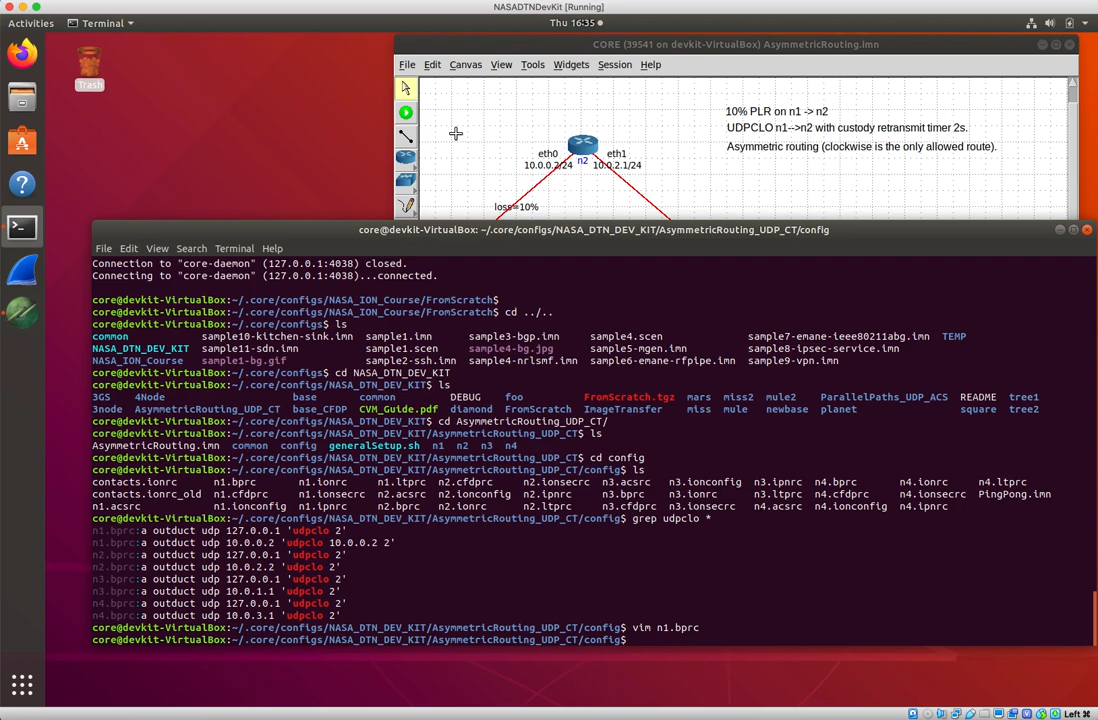 NASADTNDevKit [Running]
Activities
Terminal
Thu 16:35
Trash
CORE (39541 on devkit-VirtualBox) AsymmetricRouting.imn
File Edit Canvas View Tools Widgets Session Help
10% PLR on n1 -> n2
UDPCLO n1-->n2 with custody retransmit timer 2s.
Asymmetric routing (clockwise is the only allowed route).
eth0 eth1
10.0.0.2/24 n2 10.0.2.1/24
loss=10%
core@devkit-VirtualBox: ~/.core/configs/NASA_DTN_DEV_KIT/AsymmetricRouting_UDP_CT/config
File Edit View Search Terminal Help
Connection to "core-daemon" (127.0.0.1:4038) closed.
Connecting to "core-daemon" (127.0.0.1:4038)...connected.
core@devkit-VirtualBox:~/.core/configs/NASA_ION_Course/FromScratch$
core@devkit-VirtualBox:~/.core/configs/NASA_ION_Course/FromScratch$ cd ../..
core@devkit-VirtualBox:~/.core/configs$ ls
common sample10-kitchen-sink.imn sample1.imn sample3-bgp.imn sample4.scen sample7-emane-ieee80211abg.imn TEMP
NASA_DTN_DEV_KIT sample11-sdn.imn sample1.scen sample4-bg.jpg sample5-mgen.imn sample8-ipsec-service.imn
NASA_ION_Course sample1-bg.gif sample2-ssh.imn sample4-nrlsmf.imn sample6-emane-rfpipe.imn sample9-vpn.imn
core@devkit-VirtualBox:~/.core/configs$ cd NASA_DTN_DEV_KIT
core@devkit-VirtualBox:~/.core/configs/NASA_DTN_DEV_KIT$ ls
3GS 4Node base common DEBUG foo FromScratch.tgz mars miss2 mule2 ParallelPaths_UDP_ACS README tree1
3node AsymmetricRouting_UDP_CT base_CFDP CVM_Guide.pdf diamond FromScratch ImageTransfer miss mule newbase planet square tree2
core@devkit-VirtualBox:~/.core/configs/NASA_DTN_DEV_KIT$ cd AsymmetricRouting_UDP_CT/
core@devkit-VirtualBox:~/.core/configs/NASA_DTN_DEV_KIT/AsymmetricRouting_UDP_CT$ ls
AsymmetricRouting.imn common config generalSetup.sh n1 n2 n3 n4
core@devkit-VirtualBox:~/.core/configs/NASA_DTN_DEV_KIT/AsymmetricRouting_UDP_CT$ cd config
core@devkit-VirtualBox:~/.core/configs/NASA_DTN_DEV_KIT/AsymmetricRouting_UDP_CT/config$ ls
contacts.ionrc n1.bprc n1.ionrc n1.ltprc n2.cfdprc n2.ionsecrc n3.acsrc n3.ionconfig n3.ipnrc n4.bprc n4.ionrc n4.ltprc
contacts.ionrc_old n1.cfdprc n1.ionsecrc n2.acsrc n2.ionconfig n2.ipnrc n3.bprc n3.ionrc n3.ltprc n4.cfdprc n4.ionsecrc PingPong.imn
n1.acsrc n1.ionconfig n1.ipnrc n2.bprc n2.ionrc n2.ltprc n3.cfdprc n3.ionsecrc n4.acsrc n4.ionconfig n4.ipnrc
core@devkit-VirtualBox:~/.core/configs/NASA_DTN_DEV_KIT/AsymmetricRouting_UDP_CT/config$ grep udpclo *
n1.bprc:a outduct udp 127.0.0.1 'udpclo 2'
n1.bprc:a outduct udp 10.0.0.2 'udpclo 10.0.0.2 2'
n2.bprc:a outduct udp 127.0.0.1 'udpclo 2'
n2.bprc:a outduct udp 10.0.2.2 'udpclo 2'
n3.bprc:a outduct udp 127.0.0.1 'udpclo 2'
n3.bprc:a outduct udp 10.0.1.1 'udpclo 2'
n4.bprc:a outduct udp 127.0.0.1 'udpclo 2'
n4.bprc:a outduct udp 10.0.3.1 'udpclo 2'
core@devkit-VirtualBox:~/.core/configs/NASA_DTN_DEV_KIT/AsymmetricRouting_UDP_CT/config$ vim n1.bprc
core@devkit-VirtualBox:~/.core/configs/NASA_DTN_DEV_KIT/AsymmetricRouting_UDP_CT/config$
Left ⌘